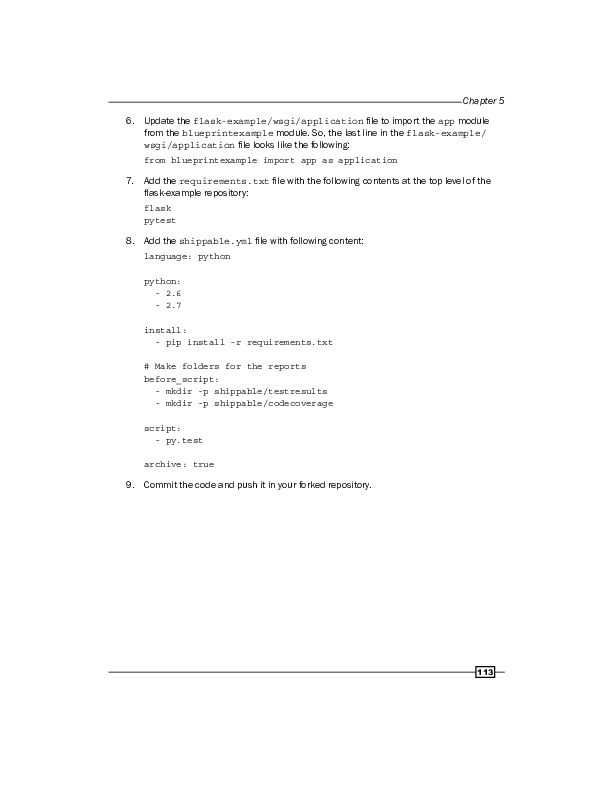 Chapter 5
6. Update the flask-example/wsgi/application file to import the app module
from the blueprintexample module. So, the last line in the flask-example/
wsgi/application file looks like the following:
from blueprintexample import app as application
7. Add the requirements.txt file with the following contents at the top level of the
flask-example repository:
flask
pytest
8. Add the shippable.yml file with following content:
language: python
python:
- 2.6
- 2.7
install:
- pip install -r requirements.txt
# Make folders for the reports
before_script:
- mkdir -p shippable/testresults
- mkdir -p shippable/codecoverage
script:
- py.test
archive: true
9. Commit the code and push it in your forked repository.
113